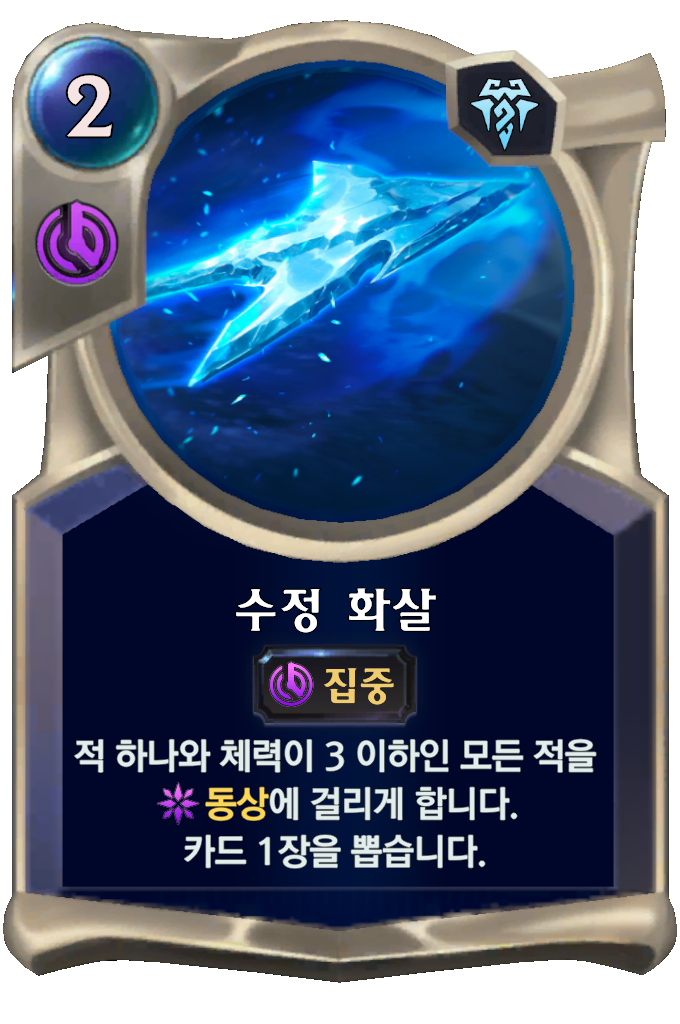 2
수정 화살
집중
적 하나와 체력이 3 이하인 모든 적을
동상에 걸리게 합니다.
카드 1장을 뽑습니다.